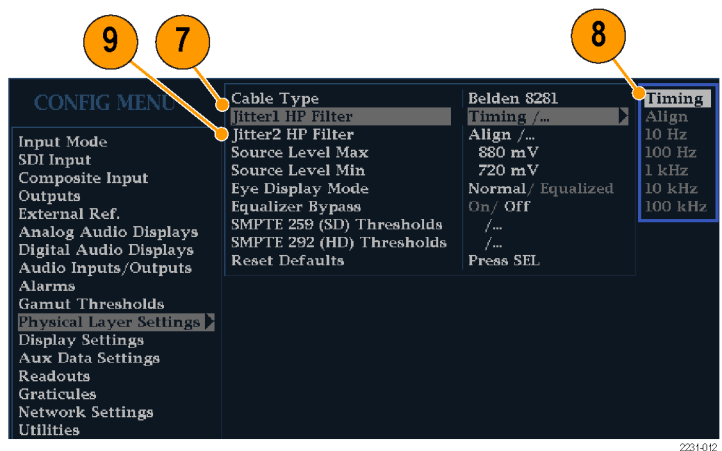 9
7
8
CONFIG MENU
Input Mode
SDI Input
Composite Input
Outputs
External Ref.
Analog Audio Displays
Digital Audio Displays
Audio Inputs/Outputs
Alarms
Gamut Thresholds
Physical Layer Settings
Display Settings
Aux Data Settings
Readouts
Graticules
Network Settings
Utilities
Cable Type Belden 8281
Jitter1 HP Filter Timing /...
Jitter2 HP Filter Align /...
Source Level Max 880 mV
Source Level Min 720 mV
Eye Display Mode Normal/ Equalized
Equalizer Bypass On/ Off
SMPTE 259 (SD) Thresholds /...
SMPTE 292 (HD) Thresholds /...
Reset Defaults Press SEL
Timing
Align
10 Hz
100 Hz
1 kHz
10 kHz
100 kHz
2231-012